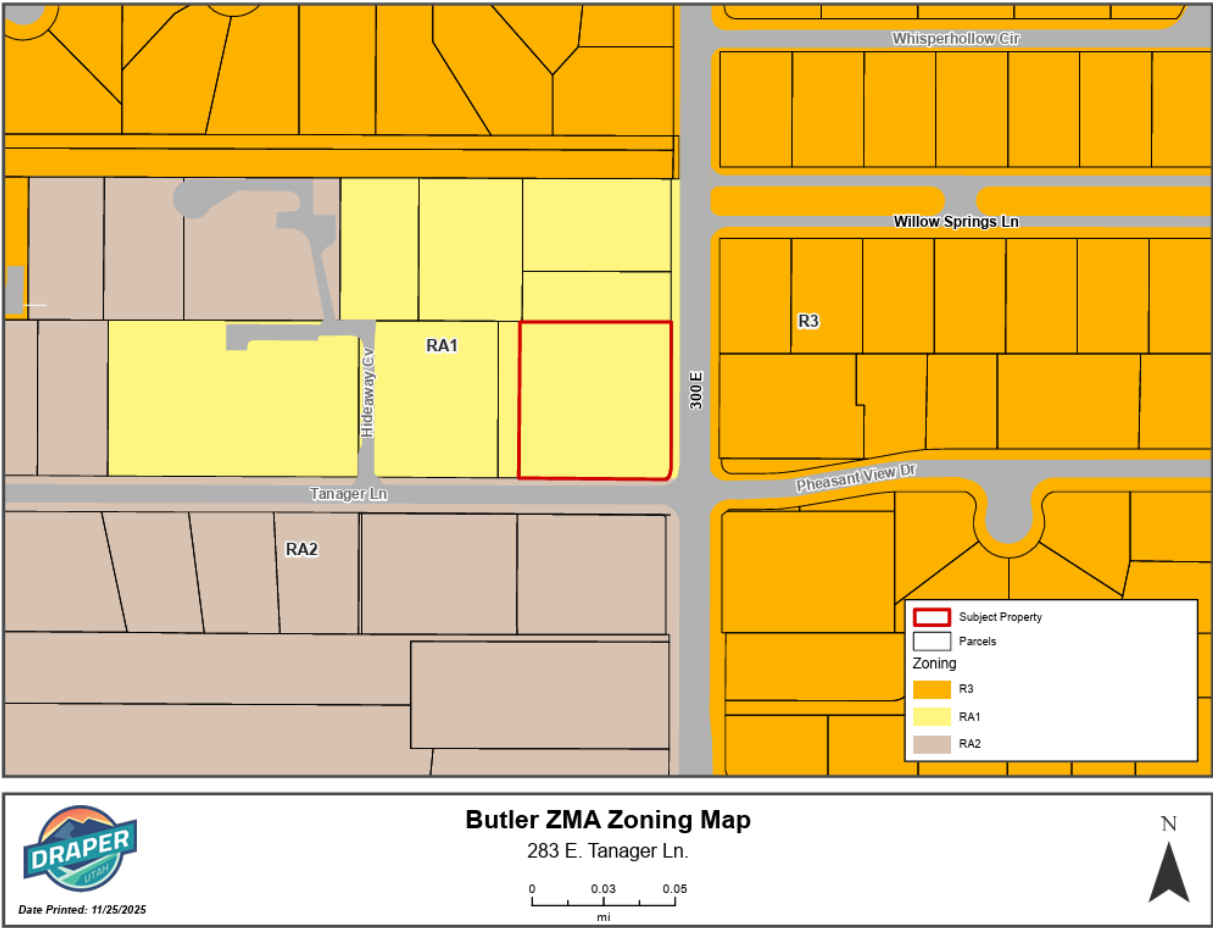 Whisperhollow Cir
Willow Springs Ln
R3
RA1
Hideaway Cv
300 E
Pheasant View Dr
Tanager Ln
RA2
Subject Property
Parcels
Zoning
R3
RA1
RA2
DRAPER
UTAH
Date Printed: 11/25/2025
Butler ZMA Zoning Map
283 E. Tanager Ln.
0 0.03 0.05
mi
N